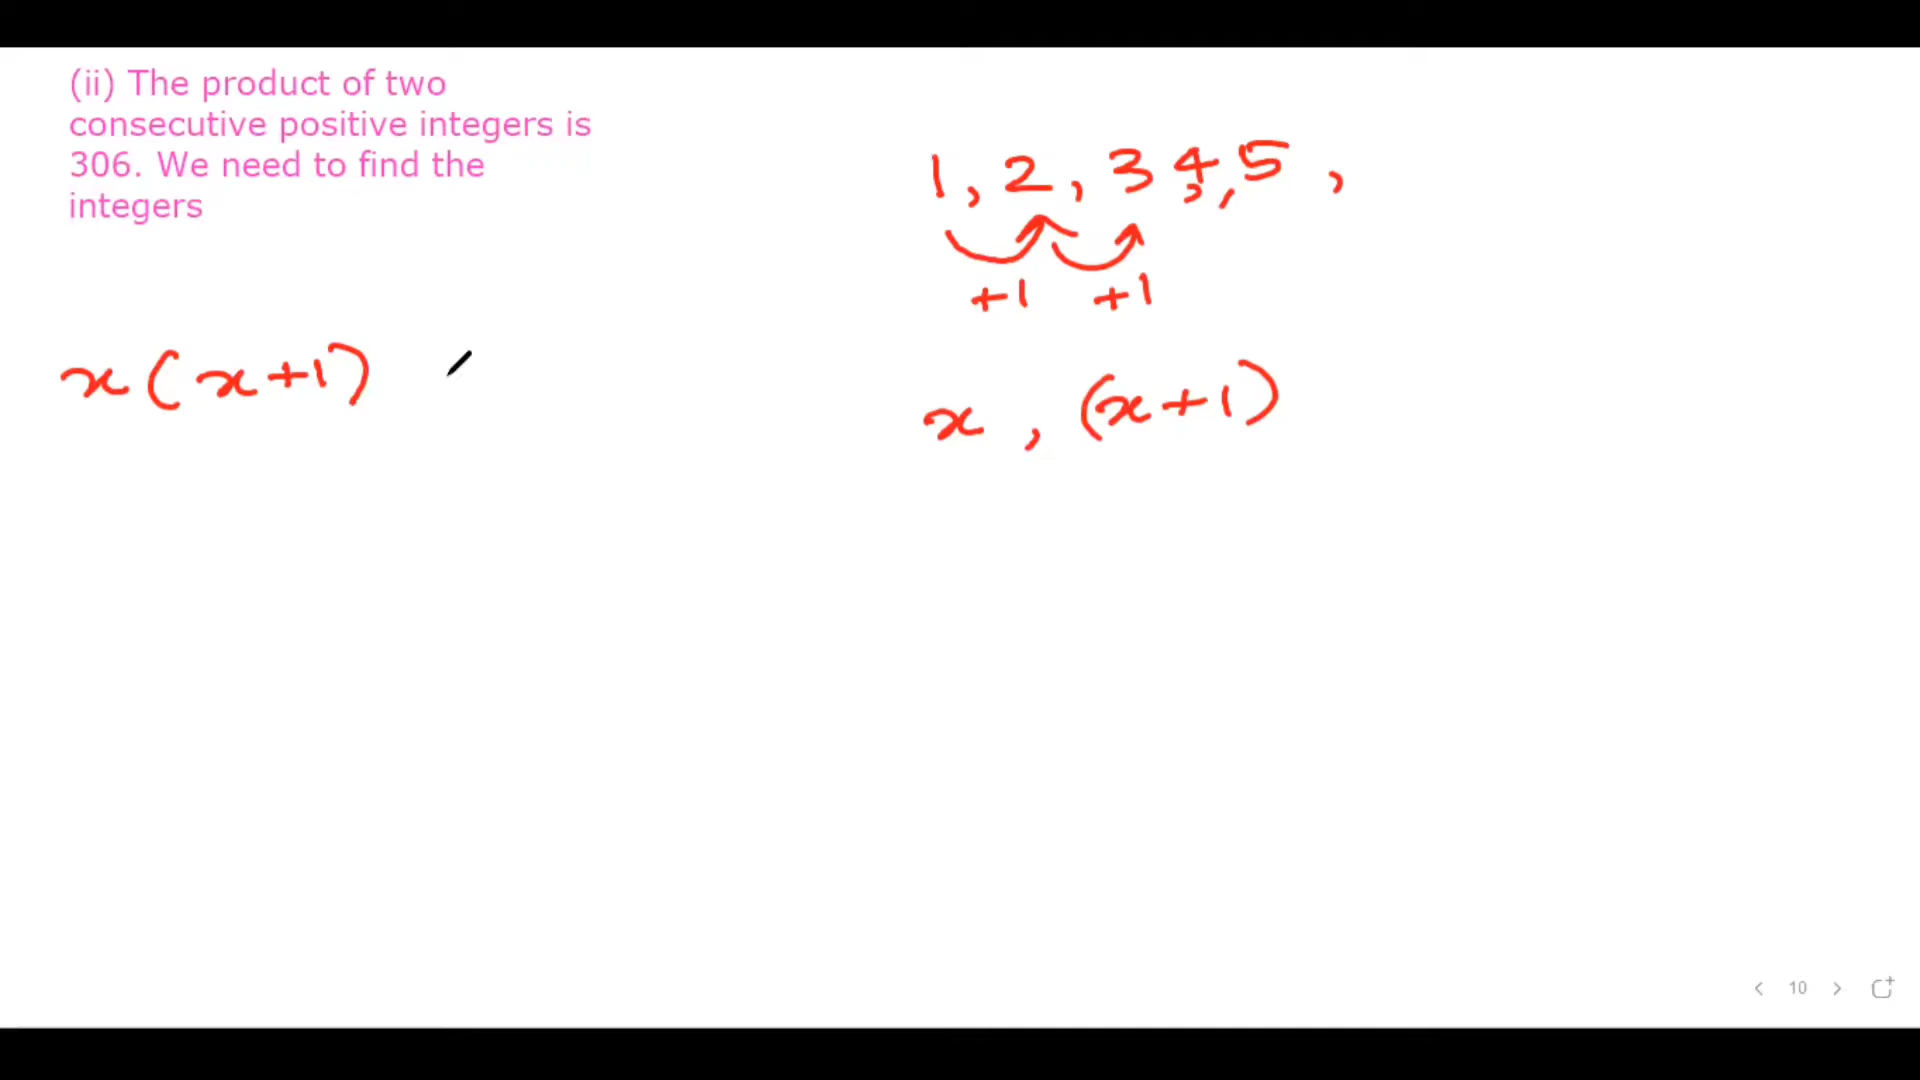 (ii) The product of two
consecutive positive integers is
306. We need to find the
integers
1, 2, 3, 4, 5,
+1 +1
x(x+1)
x, (x+1)
10